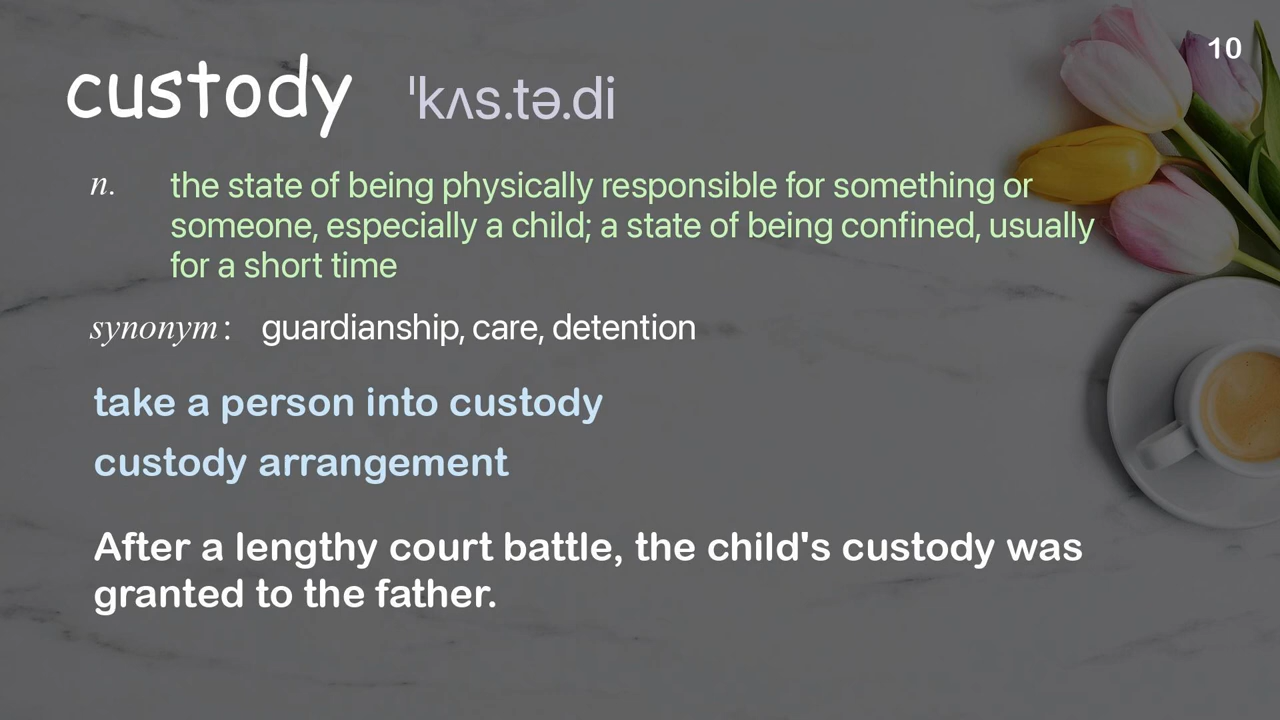 10
custody ˈkʌs.tə.di
n. the state of being physically responsible for something or
someone, especially a child; a state of being confined, usually
for a short time
synonym: guardianship, care, detention
take a person into custody
custody arrangement
After a lengthy court battle, the child's custody was
granted to the father.